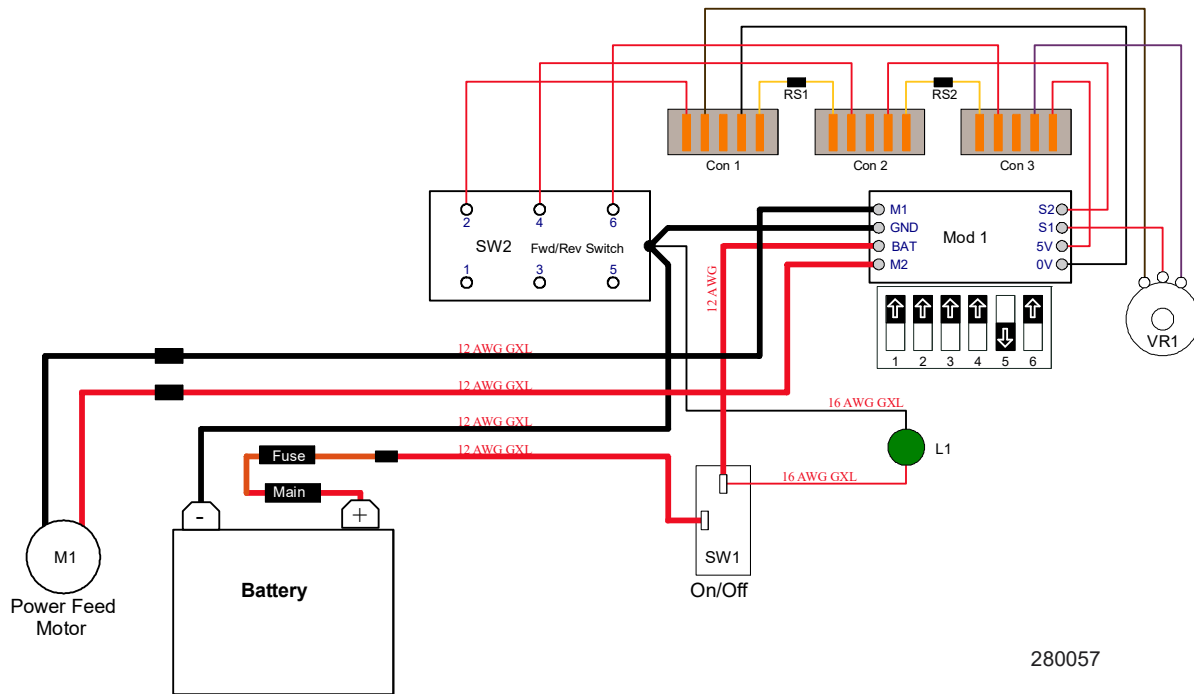 RS1
RS2
Con 1
Con 2
Con 3
2
4
6
SW2
Fwd/Rev Switch
1
3
5
M1
GND
BAT
M2
Mod 1
S2
S1
5V
0V
12 AWG
1 2 3 4 5 6
VR1
12 AWG GXL
12 AWG GXL
12 AWG GXL
12 AWG GXL
16 AWG GXL
16 AWG GXL
L1
Fuse
Main
-
+
SW1
On/Off
M1
Power Feed
Motor
Battery
280057